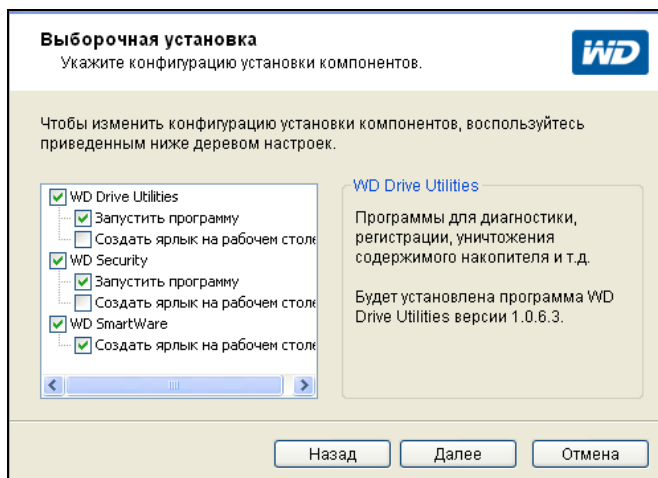 Выборочная установка
Укажите конфигурацию установки компонентов.
WD
Чтобы изменить конфигурацию установки компонентов, воспользуйтесь
приведенным ниже деревом настроек.
WD Drive Utilities
Запустить программу
Создать ярлык на рабочем столе
WD Security
Запустить программу
Создать ярлык на рабочем столе
WD SmartWare
Создать ярлык на рабочем столе
WD Drive Utilities
Программы для диагностики,
регистрации, уничтожения
содержимого накопителя и т.д.
Будет установлена программа WD
Drive Utilities версии 1.0.6.3.
Назад
Далее
Отмена